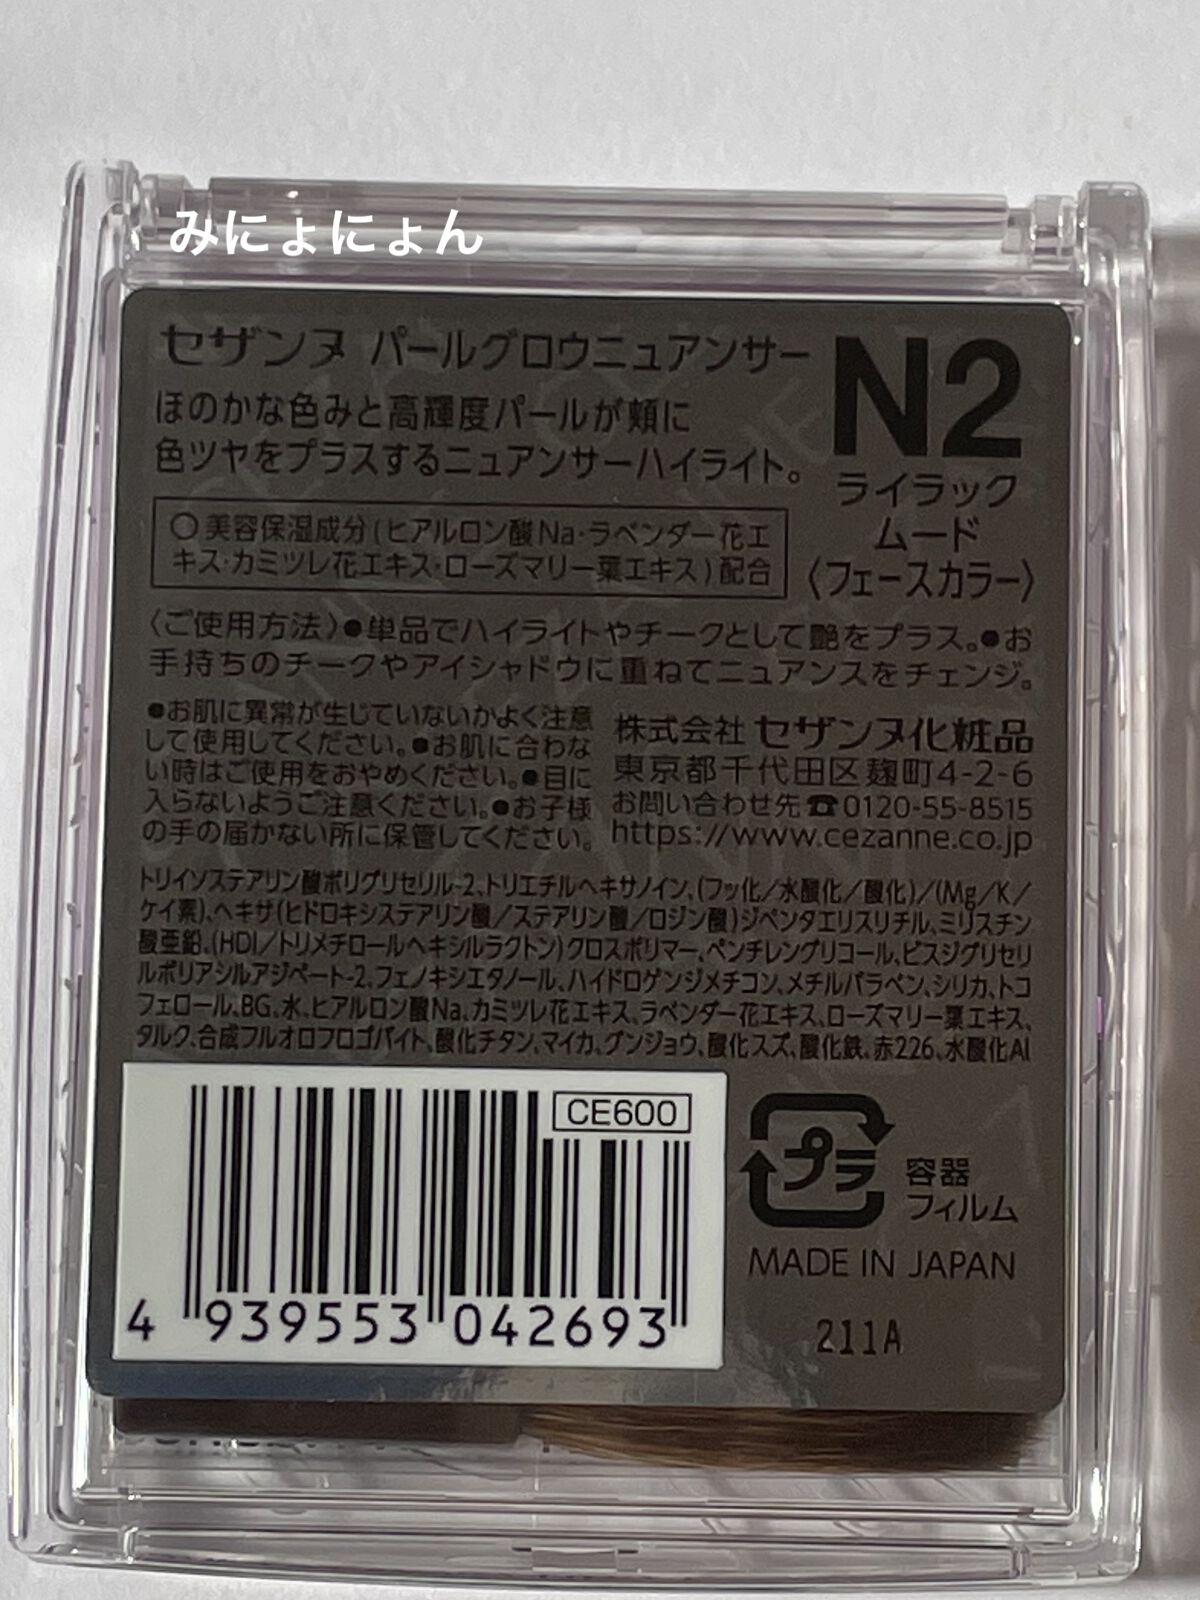 みにょにょん
セザンヌ パールグロウニュアンサー
N2
ライラック
ムード
〈フェースカラー〉
ほのかな色みと高輝度パールが頬に
色ツヤをプラスするニュアンサーハイライト。
○美容保湿成分(ヒアルロン酸Na・ラベンダー花エ
キス・カミツレ花エキス・ローズマリー葉エキス)配合
〈ご使用方法〉●単品でハイライトやチークとして艶をプラス。●お
手持ちのチークやアイシャドウに重ねてニュアンスをチェンジ。
●お肌に異常が生じていないかよく注意
して使用してください。●お肌に合わな
い時はご使用をおやめください。●目に
入らないようご注意ください。●お子様
の手の届かない所に保管してください。
株式会社 セザンヌ化粧品
東京都千代田区麹町4-2-6
お問い合わせ先☎0120-55-8515
https://www.cezanne.co.jp
トリイソステアリン酸ポリグリセリル-2、トリエチルヘキサノイン、(フッ化/水酸化/酸化)/(Mg/K/
ケイ素)、ヘキサ(ヒドロキシステアリン酸/ステアリン酸/ロジン酸)ジペンタエリスリチル、ミリスチン
酸亜鉛、(HDI/トリメチロールヘキシルラクトン)クロスポリマー、ペンチレングリコール、ビスジグリセリ
ルポリアシルアジペート-2、フェノキシエタノール、ハイドロゲンジメチコン、メチルパラベン、シリカ、トコ
フェロール、BG、水、ヒアルロン酸Na、カミツレ花エキス、ラベンダー花エキス、ローズマリー葉エキス、
タルク、合成フルオロフロゴパイト、酸化チタン、マイカ、グンジョウ、酸化スズ、酸化鉄、赤226、水酸化Al
CE600
4 939553 042693
プラ
容器
フィルム
MADE IN JAPAN
211A